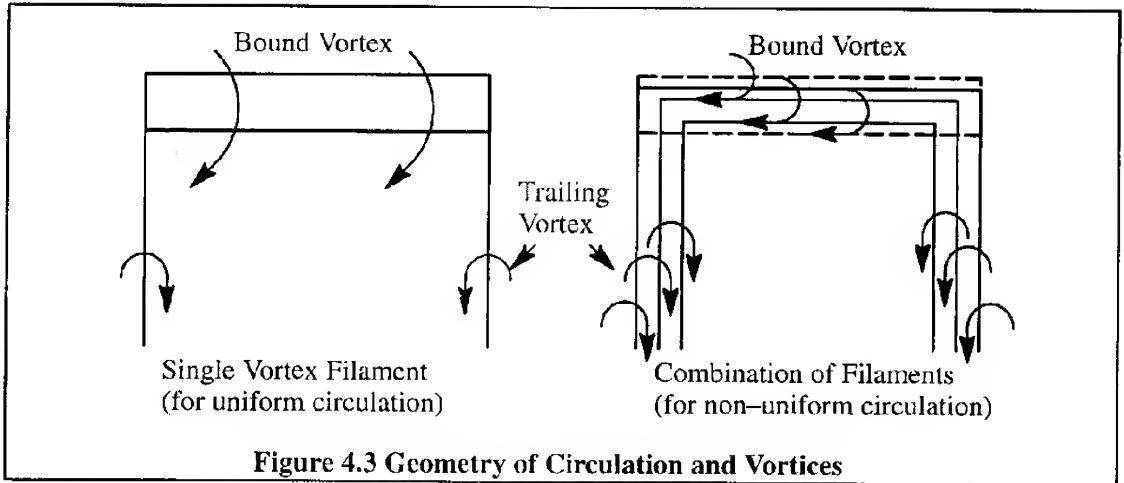 Bound Vortex
Bound Vortex
Trailing
Vortex
Single Vortex Filament
(for uniform circulation)
Combination of Filaments
(for non–uniform circulation)
Figure 4.3 Geometry of Circulation and Vortices